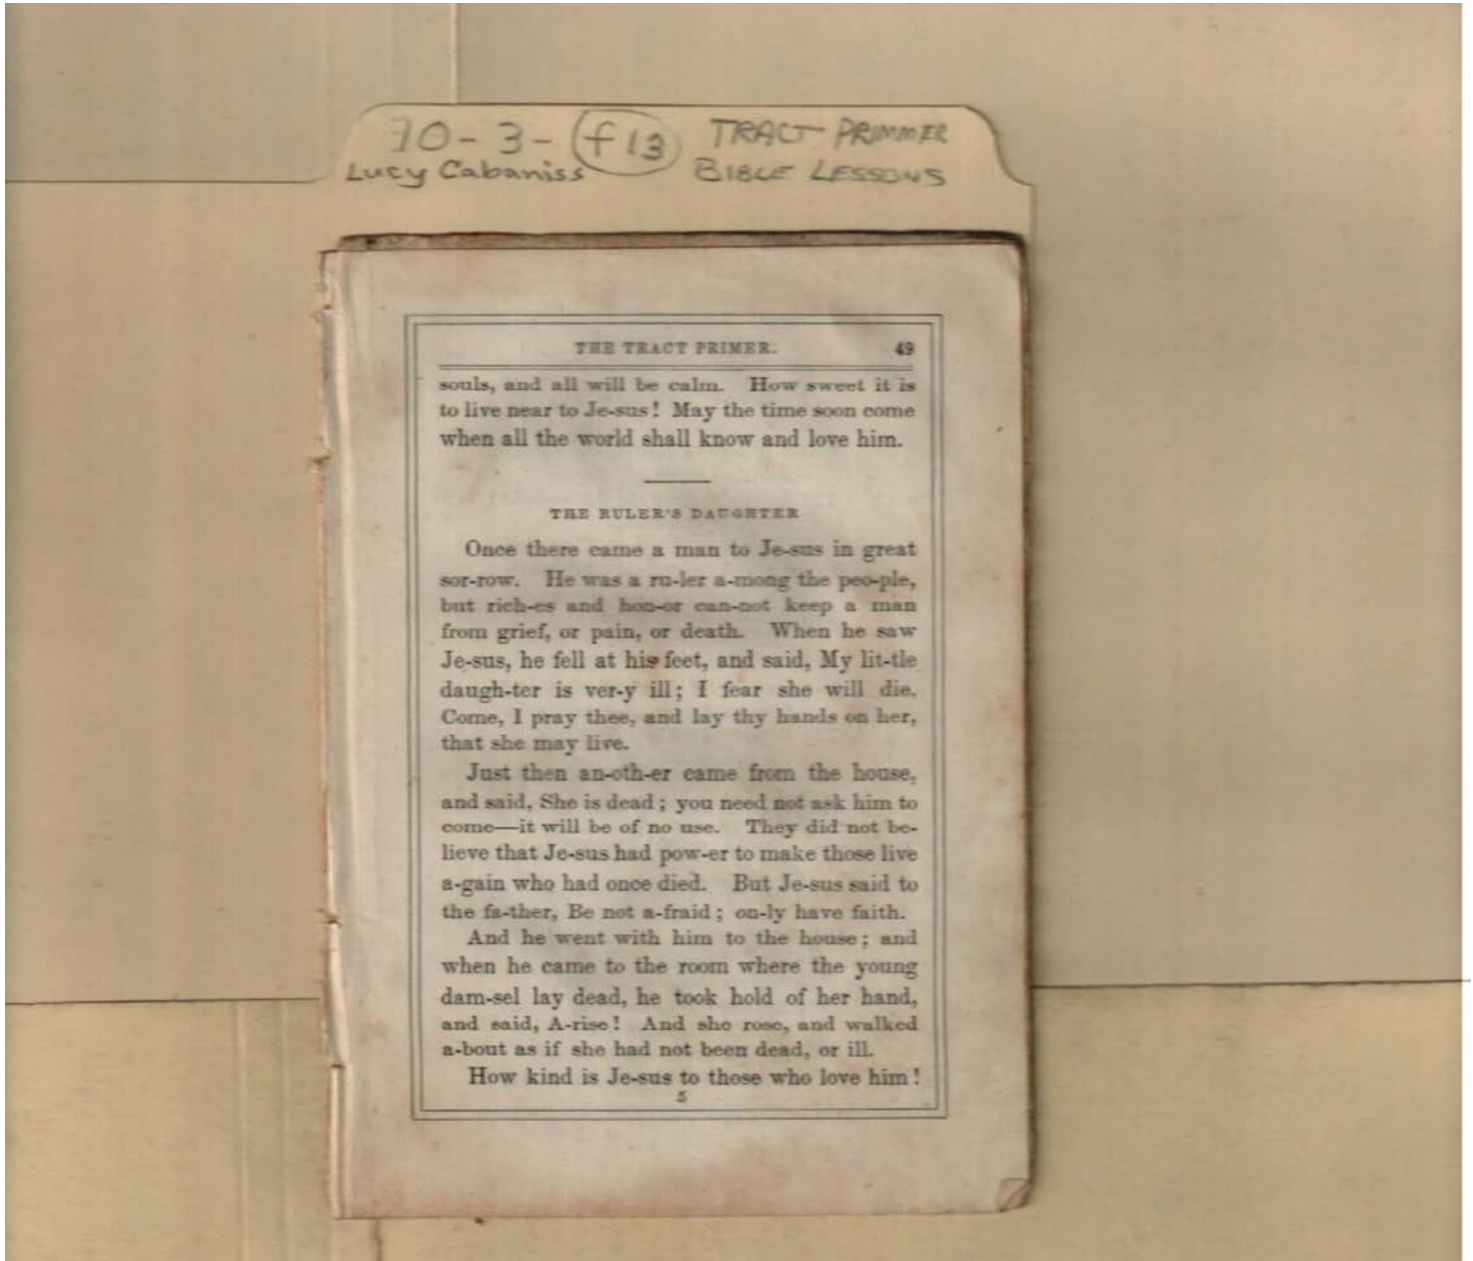 70-3-f13 TRACT PRIMMER
Lucy Cabaniss BIBLE LESSONS
THE TRACT PRIMER. 49
souls, and all will be calm. How sweet it is
to live near to Je-sus! May the time soon come
when all the world shall know and love him.
THE RULER'S DAUGHTER
Once there came a man to Je-sus in great
sor-row. He was a ru-ler a-mong the peo-ple,
but rich-es and hon-or can-not keep a man
from grief, or pain, or death. When he saw
Je-sus, he fell at his feet, and said, My lit-tle
daugh-ter is ver-y ill; I fear she will die.
Come, I pray thee, and lay thy hands on her,
that she may live.
Just then an-oth-er came from the house,
and said, She is dead; you need not ask him to
come—it will be of no use. They did not be-
lieve that Je-sus had pow-er to make those live
a-gain who had once died. But Je-sus said to
the fa-ther, Be not a-fraid; on-ly have faith.
And he went with him to the house; and
when he came to the room where the young
dam-sel lay dead, he took hold of her hand,
and said, A-rise! And she rose, and walked
a-bout as if she had not been dead, or ill.
How kind is Je-sus to those who love him!
5